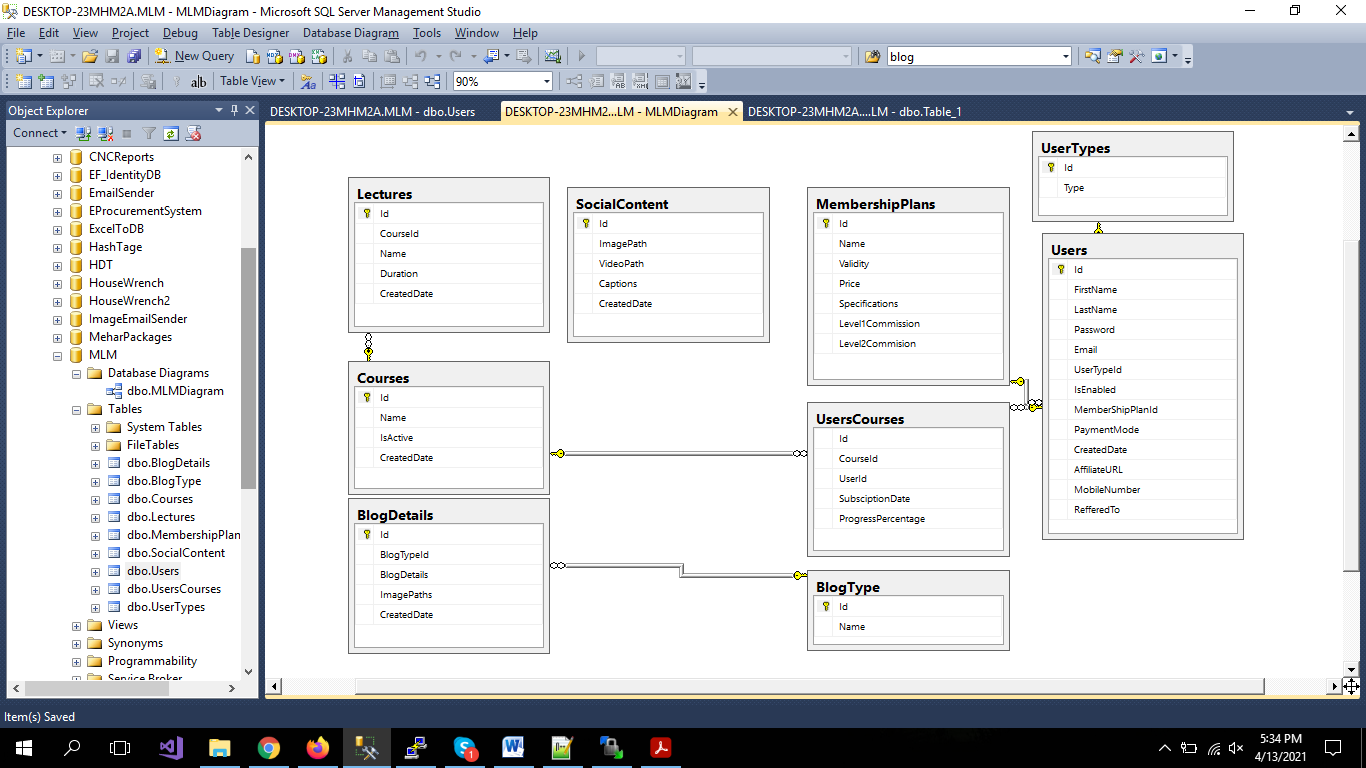 DESKTOP-23MHM2A.MLM - MLMDiagram - Microsoft SQL Server Management Studio
File Edit View Project Debug Table Designer Database Diagram Tools Window Help
New Query
blog
Table View
90%
Object Explorer
Connect
CNCReports
EF_IdentityDB
EmailSender
EProcurementSystem
ExcelToDB
HashTage
HDT
HouseWrench
HouseWrench2
ImageEmailSender
MeharPackages
MLM
Database Diagrams
dbo.MLMDiagram
Tables
System Tables
FileTables
dbo.BlogDetails
dbo.BlogType
dbo.Courses
dbo.Lectures
dbo.MembershipPlan
dbo.SocialContent
dbo.Users
dbo.UsersCourses
dbo.UserTypes
Views
Synonyms
Programmability
Service Broker
DESKTOP-23MHM2A.MLM - dbo.Users
DESKTOP-23MHM2...LM - MLMDiagram
DESKTOP-23MHM2A....LM - dbo.Table_1
Lectures
Id
CourseId
Name
Duration
CreatedDate
SocialContent
Id
ImagePath
VideoPath
Captions
CreatedDate
MembershipPlans
Id
Name
Validity
Price
Specifications
Level1Commission
Level2Commision
UserTypes
Id
Type
Users
Id
FirstName
LastName
Password
Email
UserTypeId
IsEnabled
MemberShipPlanId
PaymentMode
CreatedDate
AffiliateURL
MobileNumber
RefferedTo
Courses
Id
Name
IsActive
CreatedDate
UsersCourses
Id
CourseId
UserId
SubsciptionDate
ProgressPercentage
BlogDetails
Id
BlogTypeId
BlogDetails
ImagePaths
CreatedDate
BlogType
Id
Name
Item(s) Saved
5:34 PM
4/13/2021